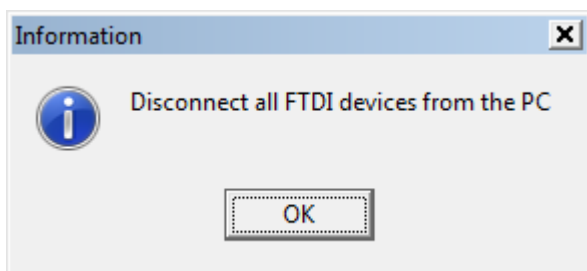 Information
Disconnect all FTDI devices from the PC
OK